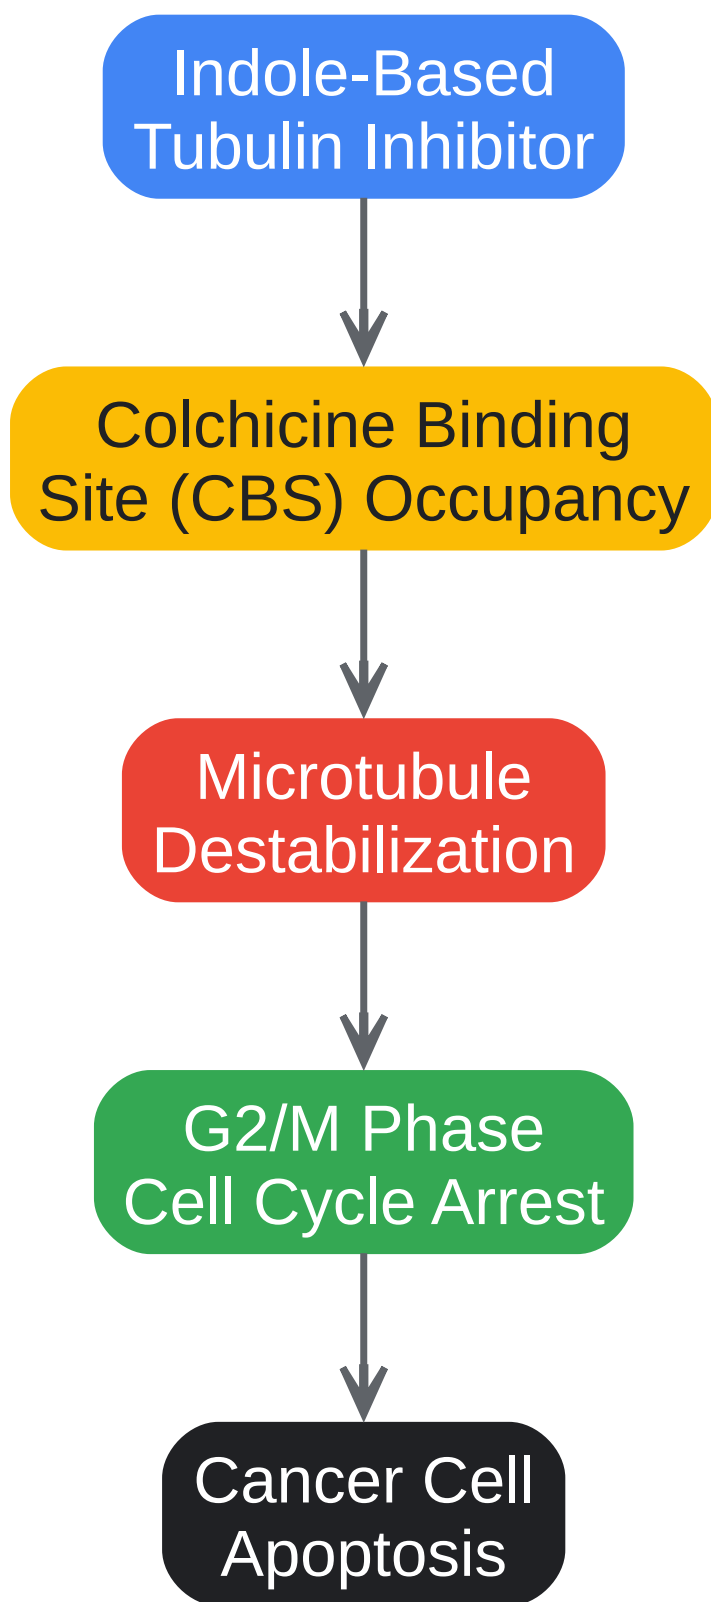 Indole-Based
Tubulin Inhibitor
Colchicine Binding
Site (CBS) Occupancy
Microtubule
Destabilization
G2/M Phase
Cell Cycle Arrest
Cancer Cell
Apoptosis